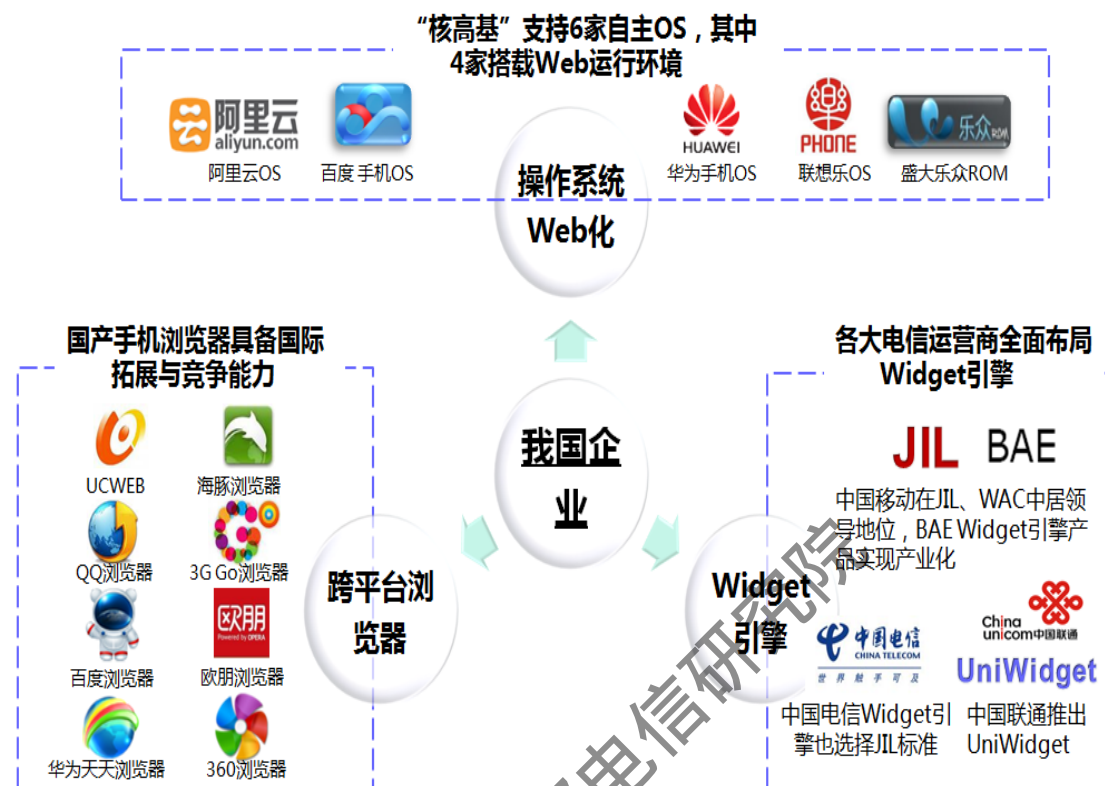 “核高基”支持6家自主OS，其中
4家搭载Web运行环境
阿里云
aliyun.com
HUAWEI
PHONE
乐众ROM
阿里云OS
百度 手机OS
华为手机OS
联想乐OS
盛大乐众ROM
操作系统
Web化
国产手机浏览器具备国际
拓展与竞争能力
各大电信运营商全面布局
Widget引擎
我国企
业
UCWEB
海豚浏览器
QQ浏览器
3G Go浏览器
欧朋
Powered by OPERA
百度浏览器
欧朋浏览器
华为天天浏览器
360浏览器
跨平台浏
览器
Widget
引擎
JIL BAE
中国移动在JIL、WAC中居领
导地位，BAE Widget引擎产
品实现产业化
中国电信
CHINA TELECOM
世界触手可及
China
unicom中国联通
UniWidget
中国电信Widget引
擎也选择JIL标准
中国联通推出
UniWidget
电信研究院